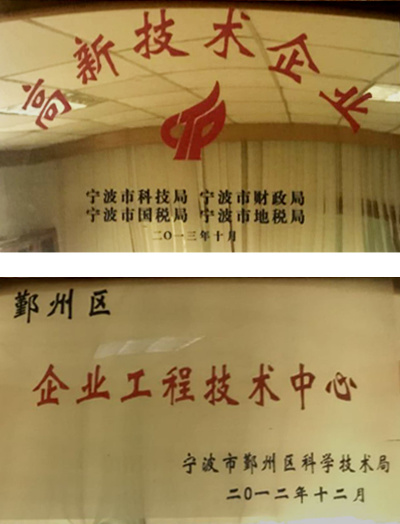 高新技术企业
宁波市科技局 宁波市财政局
宁波市国税局 宁波市地税局
二〇一三年十月
鄞州区
企业工程技术中心
宁波市鄞州区科学技术局
二〇一二年十二月